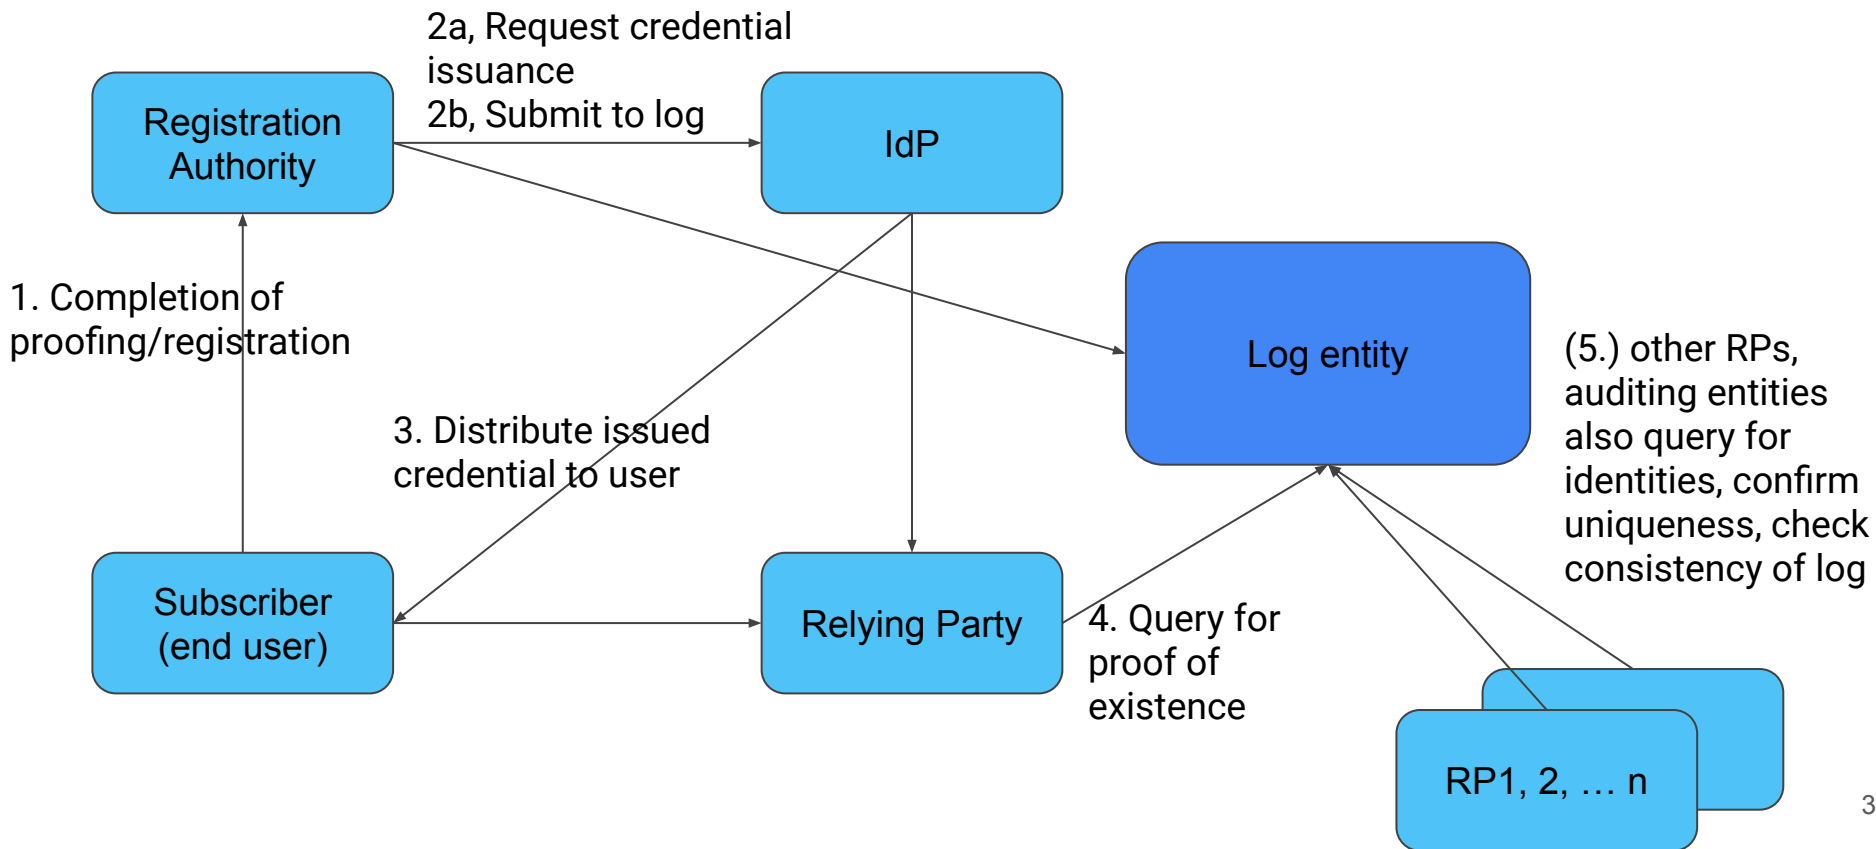 2a, Request credential
issuance
2b, Submit to log
Registration
Authority
IdP
1. Completion of
proofing/registration
Log entity
(5.) other RPs,
auditing entities
also query for
identities, confirm
uniqueness, check
consistency of log
3. Distribute issued
credential to user
Subscriber
(end user)
Relying Party
4. Query for
proof of
existence
RP1, 2, … n
3